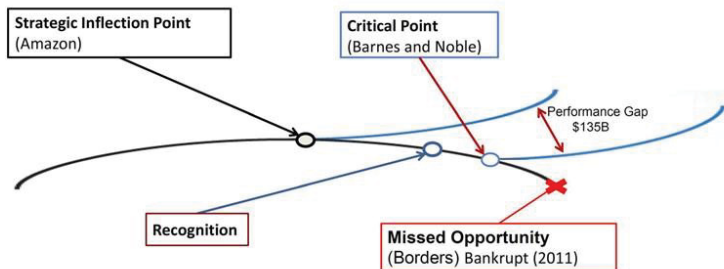 Strategic Inflection Point
(Amazon)
Critical Point
(Barnes and Noble)
Performance Gap
$135B
Recognition
Missed Opportunity
(Borders) Bankrupt (2011)